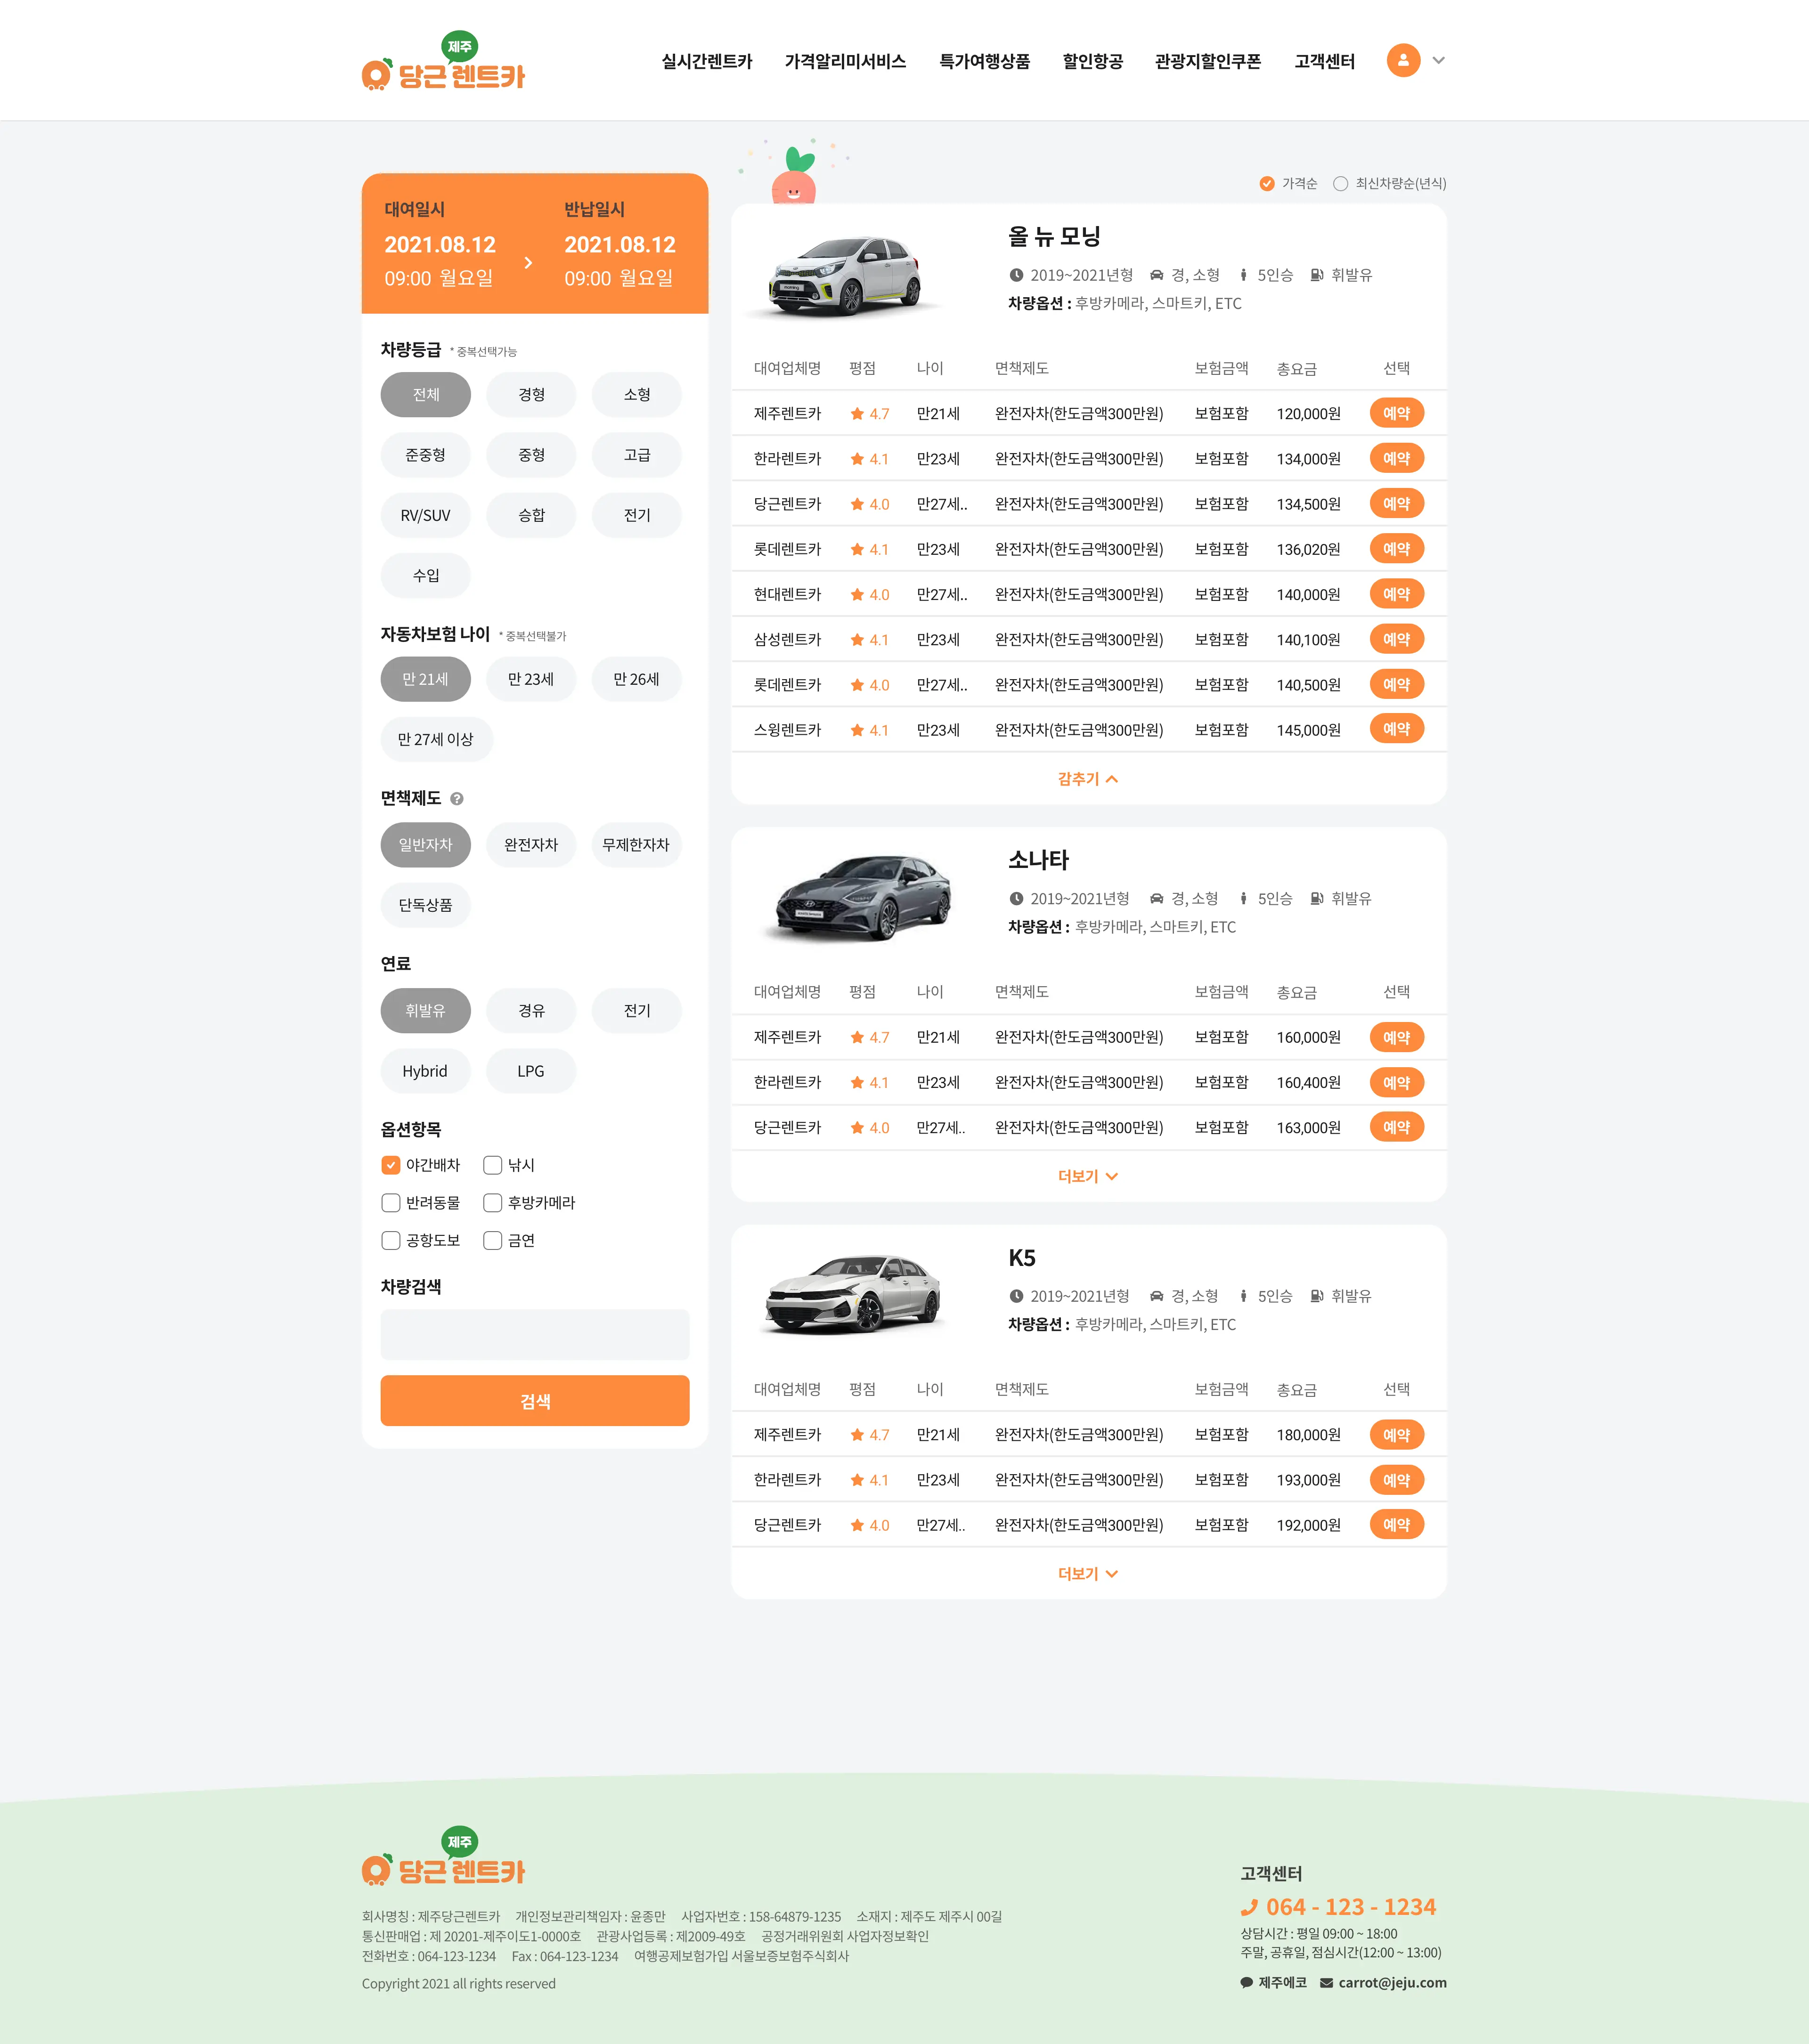 제주
당근 렌트카
실시간렌트카 가격알리미서비스 특가여행상품 할인항공 관광지할인쿠폰 고객센터
대여일시 반납일시
2021.08.12 2021.08.12
09:00 월요일 09:00 월요일
차량등급 * 중복선택가능
전체 경형 소형
준중형 중형 고급
RV/SUV 승합 전기
수입
자동차보험 나이 * 중복선택불가
만 21세 만 23세 만 26세
만 27세 이상
면책제도 ?
일반자차 완전자차 무제한자차
단독상품
연료
휘발유 경유 전기
Hybrid LPG
옵션항목
야간배차 낚시
반려동물 후방카메라
공항도보 금연
차량검색
검색
가격순 최신차량순(년식)
올 뉴 모닝
2019~2021년형 경, 소형 5인승 휘발유
차량옵션 : 후방카메라, 스마트키, ETC
대여업체명 평점 나이 면책제도 보험금액 총요금 선택
제주렌트카 4.7 만21세 완전자차(한도금액300만원) 보험포함 120,000원 예약
한라렌트카 4.1 만23세 완전자차(한도금액300만원) 보험포함 134,000원 예약
당근렌트카 4.0 만27세.. 완전자차(한도금액300만원) 보험포함 134,500원 예약
롯데렌트카 4.1 만23세 완전자차(한도금액300만원) 보험포함 136,020원 예약
현대렌트카 4.0 만27세.. 완전자차(한도금액300만원) 보험포함 140,000원 예약
삼성렌트카 4.1 만23세 완전자차(한도금액300만원) 보험포함 140,100원 예약
롯데렌트카 4.0 만27세.. 완전자차(한도금액300만원) 보험포함 140,500원 예약
스윙렌트카 4.1 만23세 완전자차(한도금액300만원) 보험포함 145,000원 예약
감추기
소나타
2019~2021년형 경, 소형 5인승 휘발유
차량옵션 : 후방카메라, 스마트키, ETC
대여업체명 평점 나이 면책제도 보험금액 총요금 선택
제주렌트카 4.7 만21세 완전자차(한도금액300만원) 보험포함 160,000원 예약
한라렌트카 4.1 만23세 완전자차(한도금액300만원) 보험포함 160,400원 예약
당근렌트카 4.0 만27세.. 완전자차(한도금액300만원) 보험포함 163,000원 예약
더보기
K5
2019~2021년형 경, 소형 5인승 휘발유
차량옵션 : 후방카메라, 스마트키, ETC
대여업체명 평점 나이 면책제도 보험금액 총요금 선택
제주렌트카 4.7 만21세 완전자차(한도금액300만원) 보험포함 180,000원 예약
한라렌트카 4.1 만23세 완전자차(한도금액300만원) 보험포함 193,000원 예약
당근렌트카 4.0 만27세.. 완전자차(한도금액300만원) 보험포함 192,000원 예약
더보기
제주
당근 렌트카
회사명칭 : 제주당근렌트카 개인정보관리책임자 : 윤종만 사업자번호 : 158-64879-1235 소재지 : 제주도 제주시 00길
통신판매업 : 제 20201-제주이도1-0000호 관광사업등록 : 제2009-49호 공정거래위원회 사업자정보확인
전화번호 : 064-123-1234 Fax : 064-123-1234 여행공제보험가입 서울보증보험주식회사
Copyright 2021 all rights reserved
고객센터
064 - 123 - 1234
상담시간 : 평일 09:00 ~ 18:00
주말, 공휴일, 점심시간(12:00 ~ 13:00)
제주에코 carrot@jeju.com